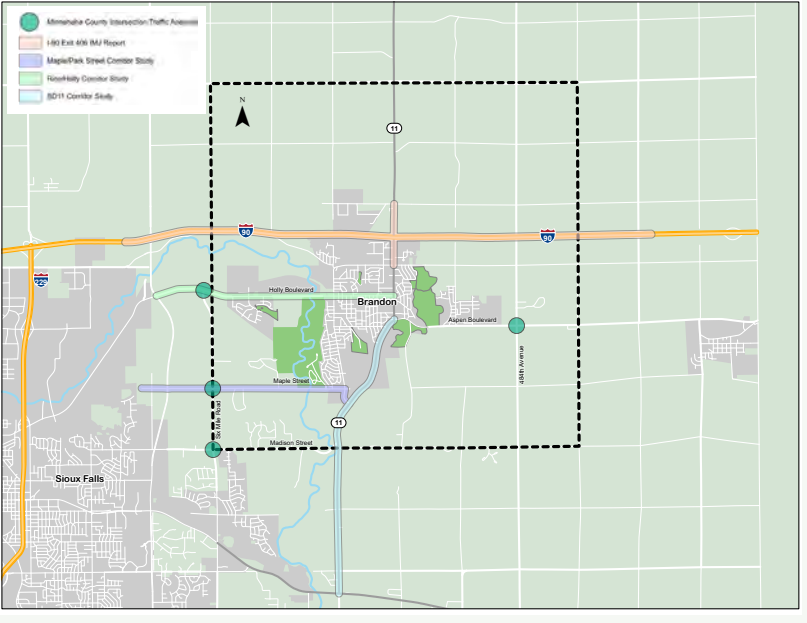 Minnehaha County Intersection Traffic
I-90 Exit 406 IMJ Report
Maple/Park Street Corridor Study
Rice/Holly Corridor Study
SD11 Corridor Study
N
11
90
90
229
Holly Boulevard
Brandon
Aspen Boulevard
484th Avenue
Maple Street
Six Mile Road
11
Madison Street
Sioux Falls